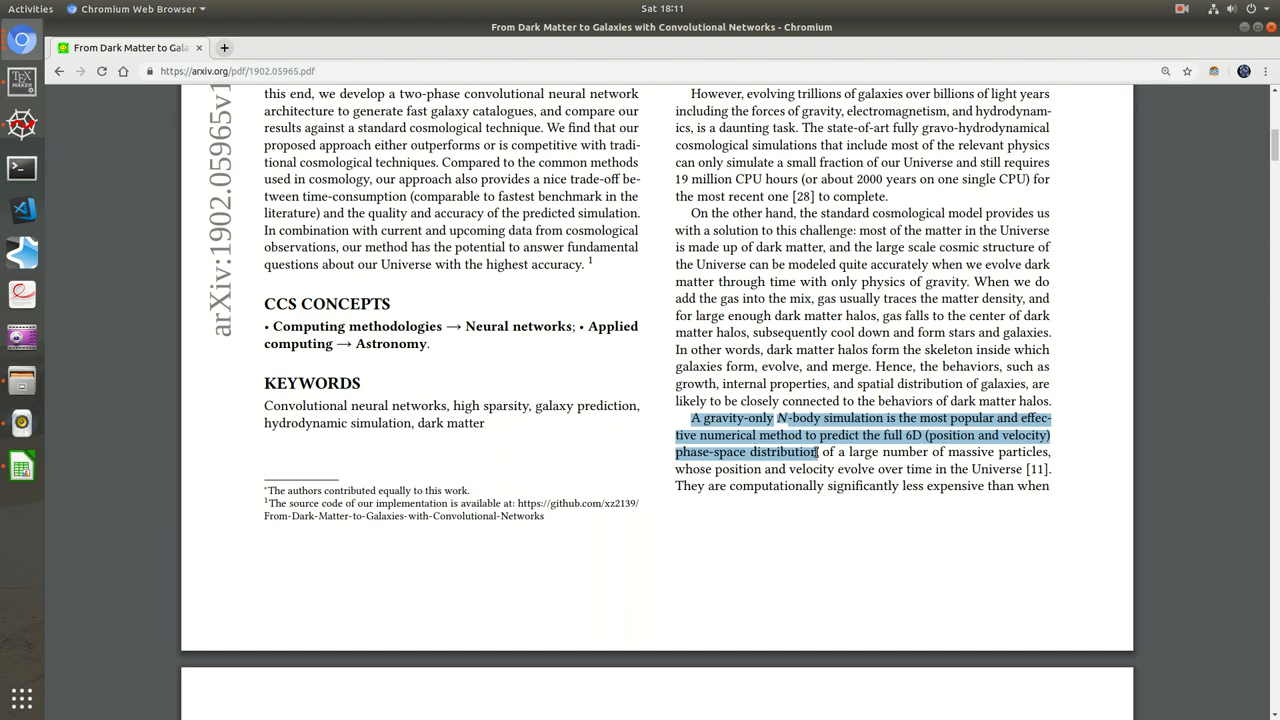 Activities
Chromium Web Browser
Sat 18:11
From Dark Matter to Galaxies with Convolutional Networks - Chromium
From Dark Matter to Gala
https://arxiv.org/pdf/1902.05965.pdf
arXiv:1902.05965v1
this end, we develop a two-phase convolutional neural network
architecture to generate fast galaxy catalogues, and compare our
results against a standard cosmological technique. We find that our
proposed approach either outperforms or is competitive with tradi-
tional cosmological techniques. Compared to the common methods
used in cosmology, our approach also provides a nice trade-off be-
tween time-consumption (comparable to fastest benchmark in the
literature) and the quality and accuracy of the predicted simulation.
In combination with current and upcoming data from cosmological
observations, our method has the potential to answer fundamental
questions about our Universe with the highest accuracy. 1
CCS CONCEPTS
• Computing methodologies → Neural networks; • Applied
computing → Astronomy.
KEYWORDS
Convolutional neural networks, high sparsity, galaxy prediction,
hydrodynamic simulation, dark matter
*The authors contributed equally to this work.
1The source code of our implementation is available at: https://github.com/xz2139/
From-Dark-Matter-to-Galaxies-with-Convolutional-Networks
However, evolving trillions of galaxies over billions of light years
including the forces of gravity, electromagnetism, and hydrodynam-
ics, is a daunting task. The state-of-art fully gravo-hydrodynamical
cosmological simulations that include most of the relevant physics
can only simulate a small fraction of our Universe and still requires
19 million CPU hours (or about 2000 years on one single CPU) for
the most recent one [28] to complete.
On the other hand, the standard cosmological model provides us
with a solution to this challenge: most of the matter in the Universe
is made up of dark matter, and the large scale cosmic structure of
the Universe can be modeled quite accurately when we evolve dark
matter through time with only physics of gravity. When we do
add the gas into the mix, gas usually traces the matter density, and
for large enough dark matter halos, gas falls to the center of dark
matter halos, subsequently cool down and form stars and galaxies.
In other words, dark matter halos form the skeleton inside which
galaxies form, evolve, and merge. Hence, the behaviors, such as
growth, internal properties, and spatial distribution of galaxies, are
likely to be closely connected to the behaviors of dark matter halos.
A gravity-only N-body simulation is the most popular and effec-
tive numerical method to predict the full 6D (position and velocity)
phase-space distribution of a large number of massive particles,
whose position and velocity evolve over time in the Universe [11].
They are computationally significantly less expensive than when